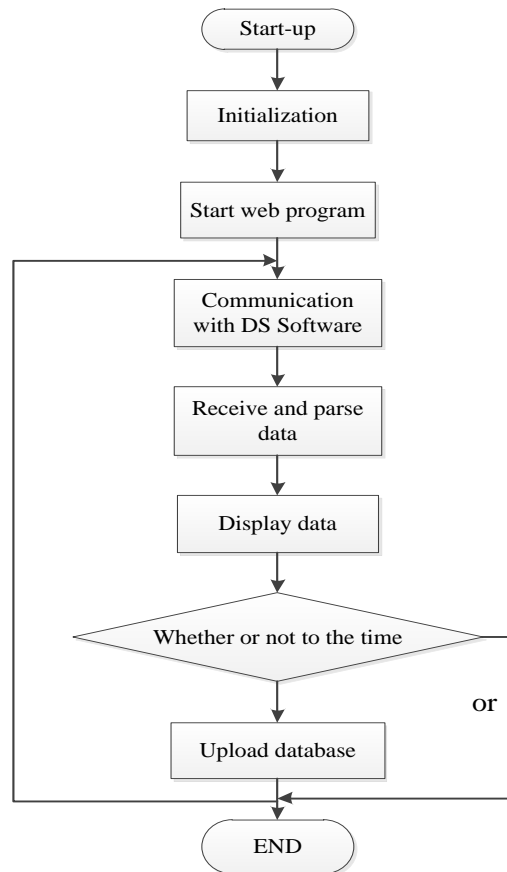 Start-up
Initialization
Start web program
Communication
with DS Software
Receive and parse
data
Display data
Whether or not to the time
or
Upload database
END